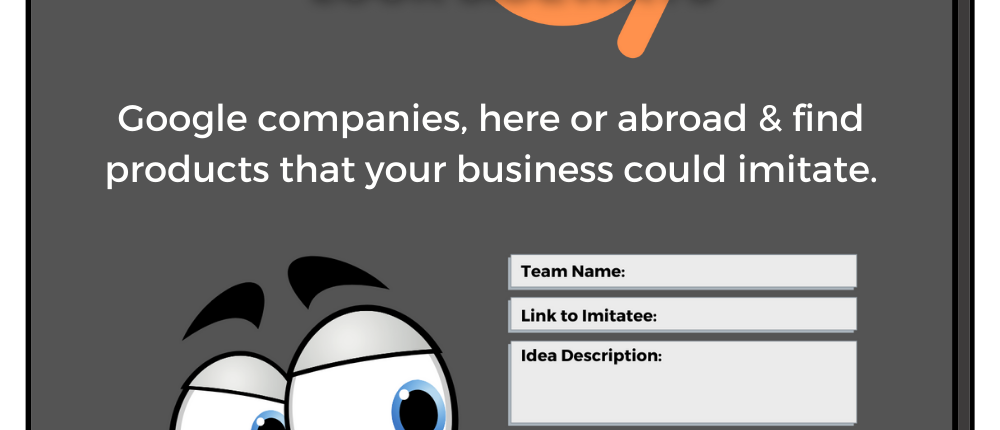 Google companies, here or abroad & find
products that your business could imitate.
Team Name:
Link to Imitatee:
Idea Description: